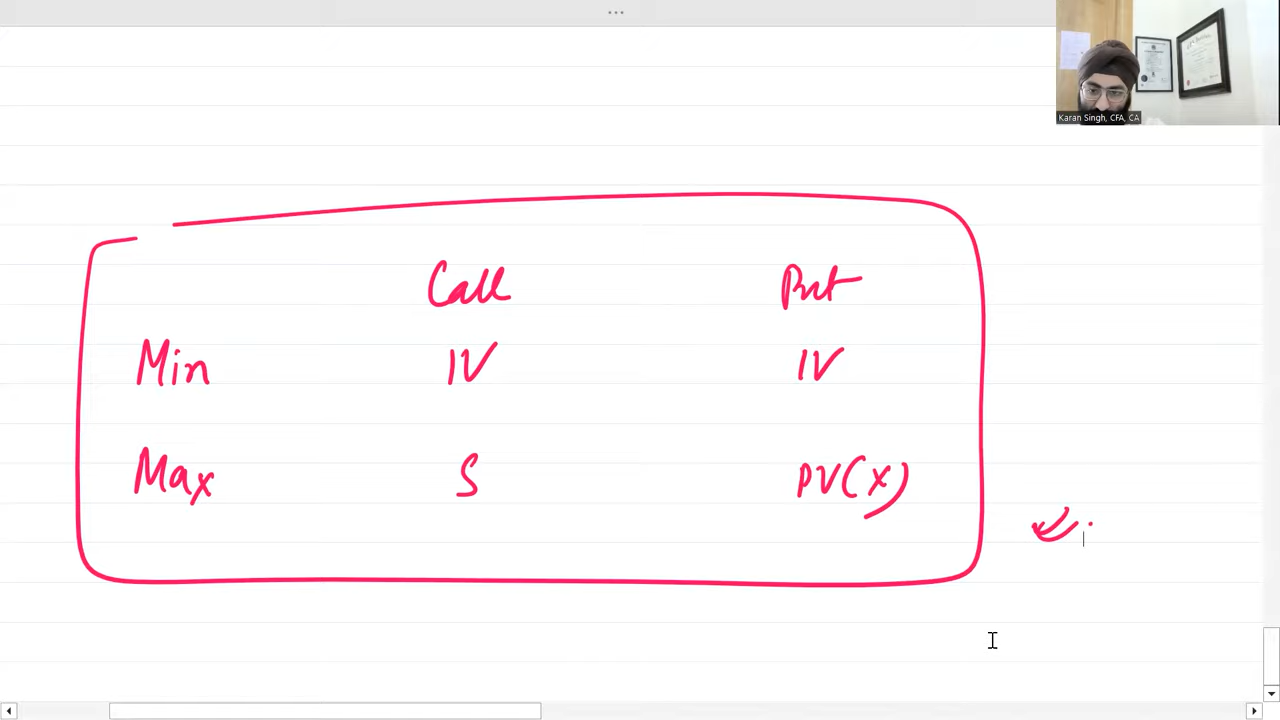 Karan Singh, CFA, CA
Call Put
Min IV IV
Max S PV(X)